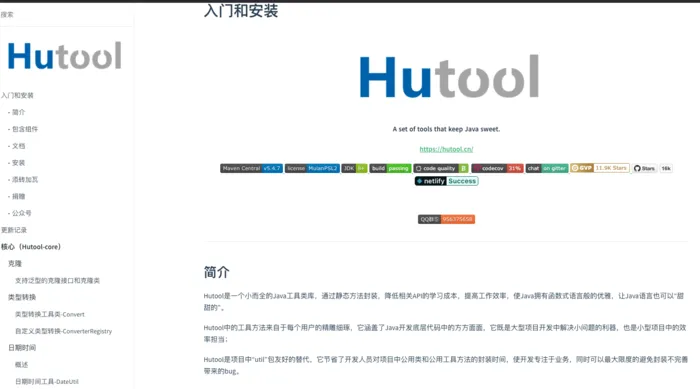 搜索
Hutool
入门和安装
- 简介
- 包含组件
- 文档
- 安装
- 添砖加瓦
- 捐赠
- 公众号
更新记录
核心（Hutool-core）
克隆
支持泛型的克隆接口和克隆类
类型转换
类型转换工具类-Convert
自定义类型转换-ConverterRegistry
日期时间
概述
日期时间工具-DateUtil
入门和安装
Hutool
A set of tools that keep Java sweet.
https://hutool.cn/
Maven Central v5.4.7 license MulanPSL2 JDK 8+ build passing code quality codecov 31% chat on gitter GVP 11.9K Stars Stars 16k
netlify Success
QQ群⑤ 956375658
简介
Hutool是一个小而全的Java工具类库，通过静态方法封装，降低相关API的学习成本，提高工作效率，使Java拥有函数式语言般的优雅，让Java语言也可以“甜
甜的”。
Hutool中的工具方法来自于每个用户的精雕细琢，它涵盖了Java开发底层代码中的方方面面，它既是大型项目开发中解决小问题的利器，也是小型项目中的效
率担当；
Hutool是项目中“util”包友好的替代，它节省了开发人员对项目中公用类和公用工具方法的封装时间，使开发专注于业务，同时可以最大限度的避免封装不完善
带来的bug。